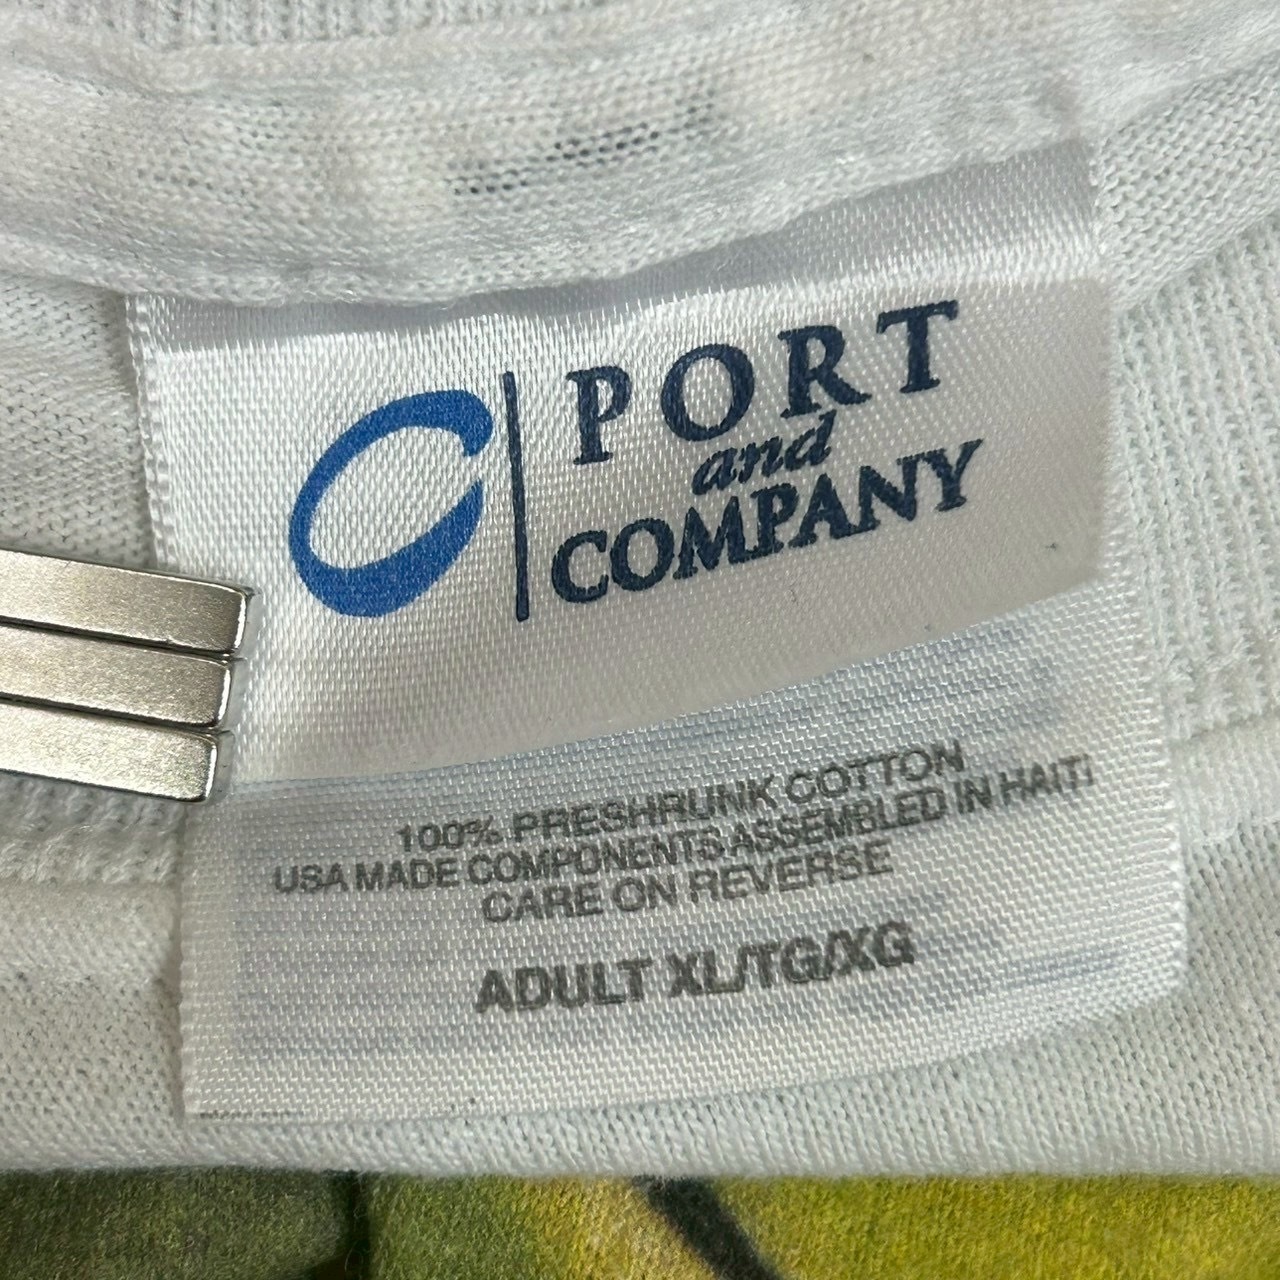 PORT
and
COMPANY
100% PRESHRUNK COTTON
USA MADE COMPONENTS ASSEMBLED IN HAITI
CARE ON REVERSE
ADULT XL/TG/XG